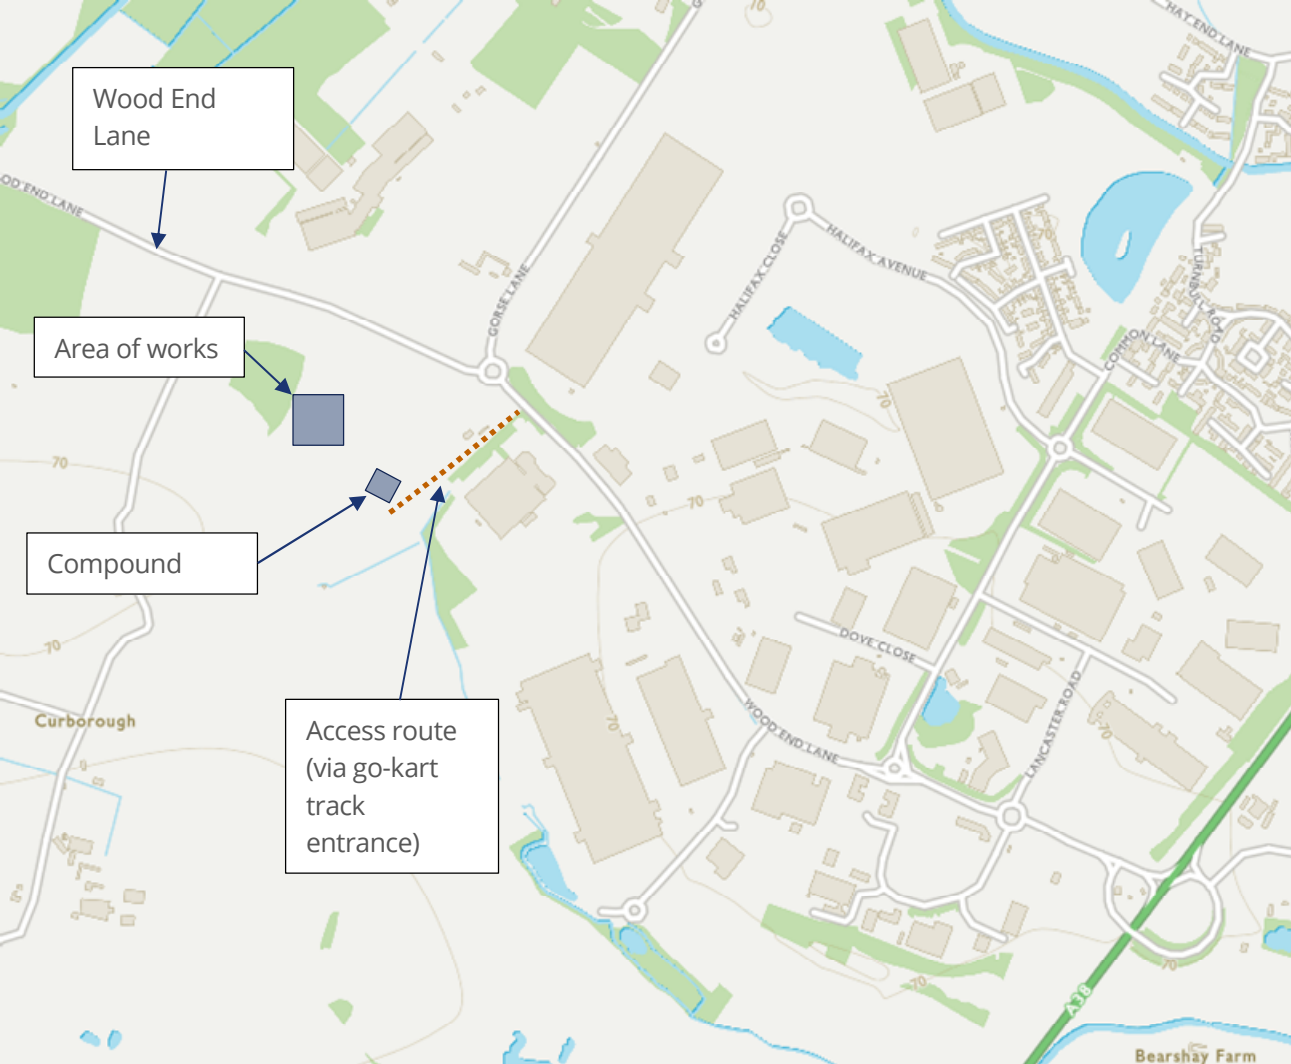 HAY END LANE
70
Wood End
Lane
OD END LANE
HALIFAX AVENUE
70
HALIFAX CLOSE
TURNBULL ROAD
GORSE LANE
Area of works
COMMON LANE
70
70
70
Compound
DOVE CLOSE
70
LANCASTER ROAD
Access route
(via go-kart
track
entrance)
Curborough
70
WOOD END LANE
70
70
70
A38
Bearshay Farm